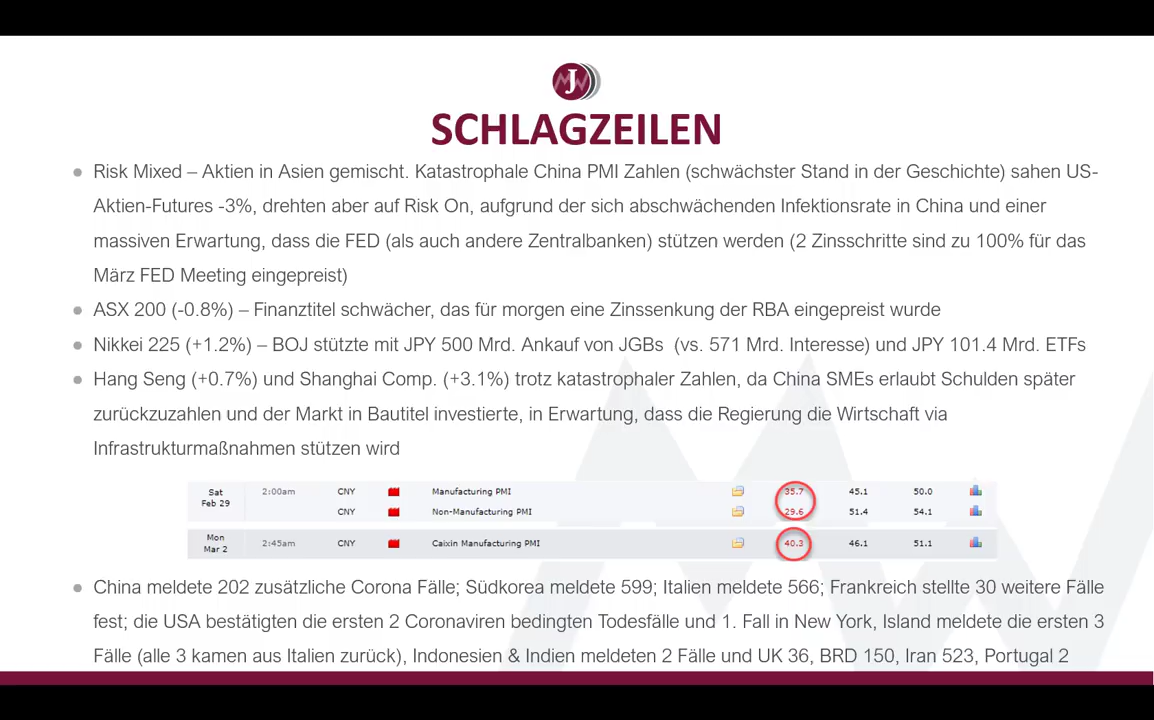 J
SCHLAGZEILEN
● Risk Mixed – Aktien in Asien gemischt. Katastrophale China PMI Zahlen (schwächster Stand in der Geschichte) sahen US-
Aktien-Futures -3%, drehten aber auf Risk On, aufgrund der sich abschwächenden Infektionsrate in China und einer
massiven Erwartung, dass die FED (als auch andere Zentralbanken) stützen werden (2 Zinsschritte sind zu 100% für das
März FED Meeting eingepreist)
● ASX 200 (-0.8%) – Finanztitel schwächer, das für morgen eine Zinssenkung der RBA eingepreist wurde
● Nikkei 225 (+1.2%) – BOJ stützte mit JPY 500 Mrd. Ankauf von JGBs (vs. 571 Mrd. Interesse) und JPY 101.4 Mrd. ETFs
● Hang Seng (+0.7%) und Shanghai Comp. (+3.1%) trotz katastrophaler Zahlen, da China SMEs erlaubt Schulden später
zurückzuzahlen und der Markt in Bautitel investierte, in Erwartung, dass die Regierung die Wirtschaft via
Infrastrukturmaßnahmen stützen wird
Sat Feb 29 2:00am CNY Manufacturing PMI 35.7 45.1 50.0
CNY Non-Manufacturing PMI 29.6 51.4 54.1
Mon Mar 2 2:45am CNY Caixin Manufacturing PMI 40.3 46.1 51.1
● China meldete 202 zusätzliche Corona Fälle; Südkorea meldete 599; Italien meldete 566; Frankreich stellte 30 weitere Fälle
fest; die USA bestätigten die ersten 2 Coronaviren bedingten Todesfälle und 1. Fall in New York, Island meldete die ersten 3
Fälle (alle 3 kamen aus Italien zurück), Indonesien & Indien meldeten 2 Fälle und UK 36, BRD 150, Iran 523, Portugal 2